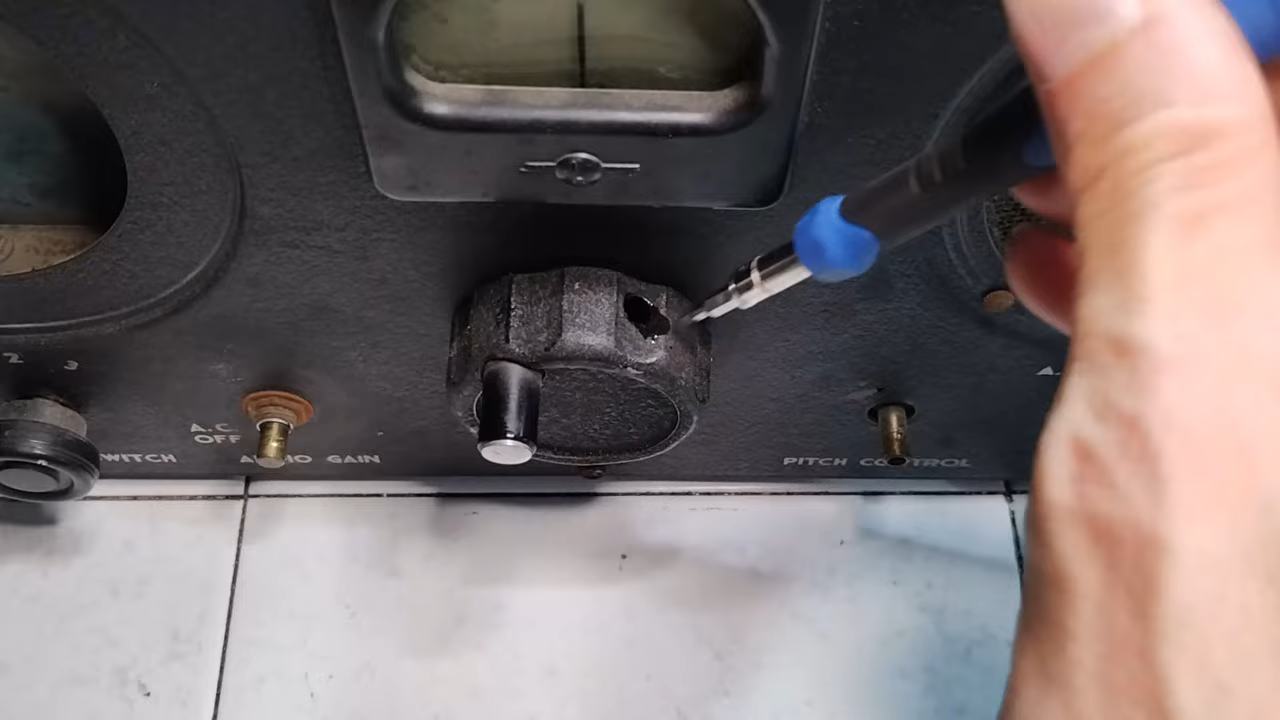 2 3
A.C.
OFF
WITCH
AUDIO GAIN
PITCH CONTROL